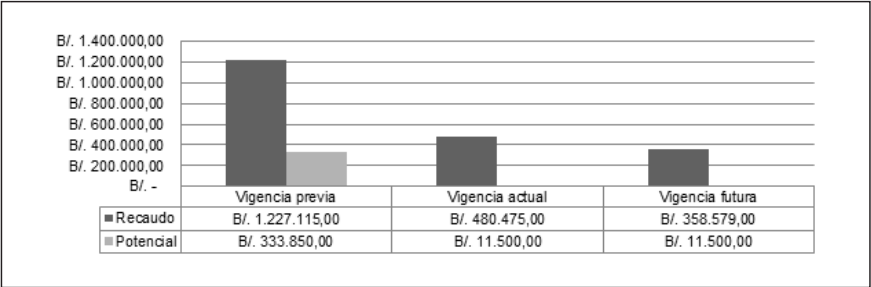 B/. 1.400.000,00
B/. 1.200.000,00
B/. 1.000.000,00
B/. 800.000,00
B/. 600.000,00
B/. 400.000,00
B/. 200.000,00
B/. -
Vigencia previa Vigencia actual Vigencia futura
Recaudo B/. 1.227.115,00 B/. 480.475,00 B/. 358.579,00
Potencial B/. 333.850,00 B/. 11.500,00 B/. 11.500,00